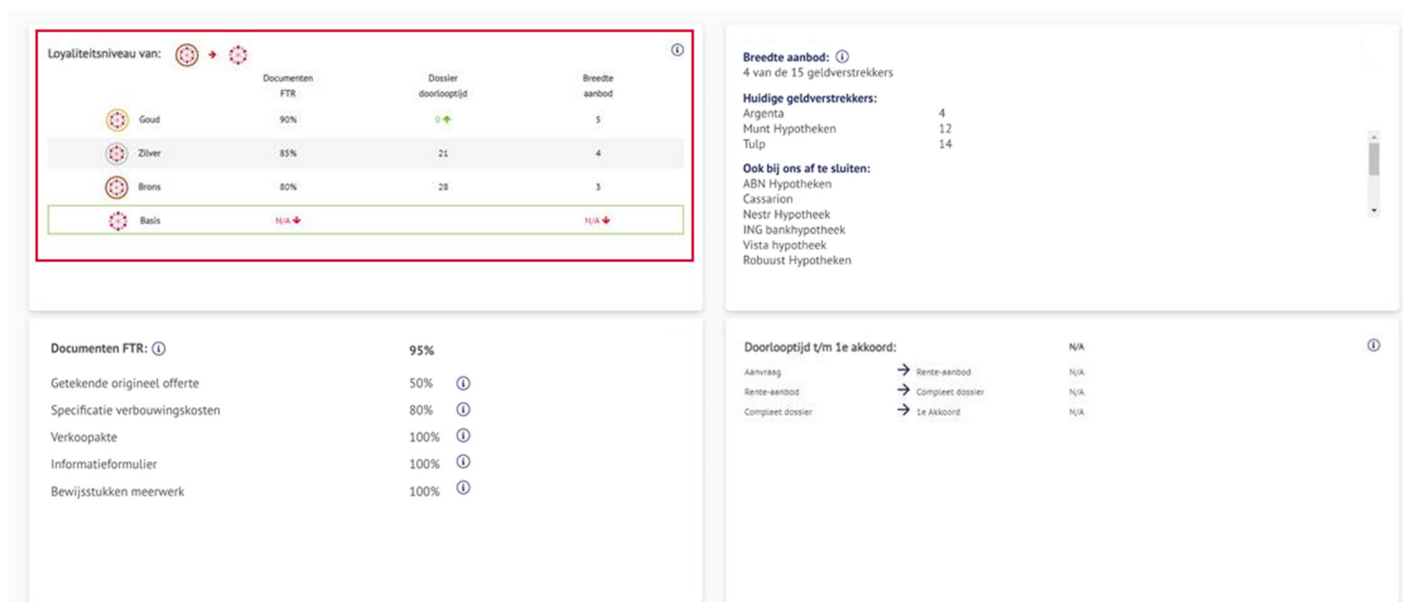 Loyaliteitsniveau van:
Documenten FTR
Dossier doorlooptijd
Breedte aanbod
Goud 90% 0 5
Zilver 85% 21 4
Brons 80% 28 3
Basis N/A N/A
Breedte aanbod:
4 van de 15 geldverstrekkers
Huidige geldverstrekkers:
Argenta 4
Munt Hypotheken 12
Tulp 14
Ook bij ons af te sluiten:
ABN Hypotheken
Cassarion
Nestr Hypotheek
ING bankhypotheek
Vista hypotheek
Robuust Hypotheken
Documenten FTR: 95%
Getekende origineel offerte 50%
Specificatie verbouwingskosten 80%
Verkoopakte 100%
Informatieformulier 100%
Bewijsstukken meerwerk 100%
Doorlooptijd t/m 1e akkoord: N/A
Aanvraag → Rente-aanbod N/A
Rente-aanbod → Compleet dossier N/A
Compleet dossier → 1e Akkoord N/A